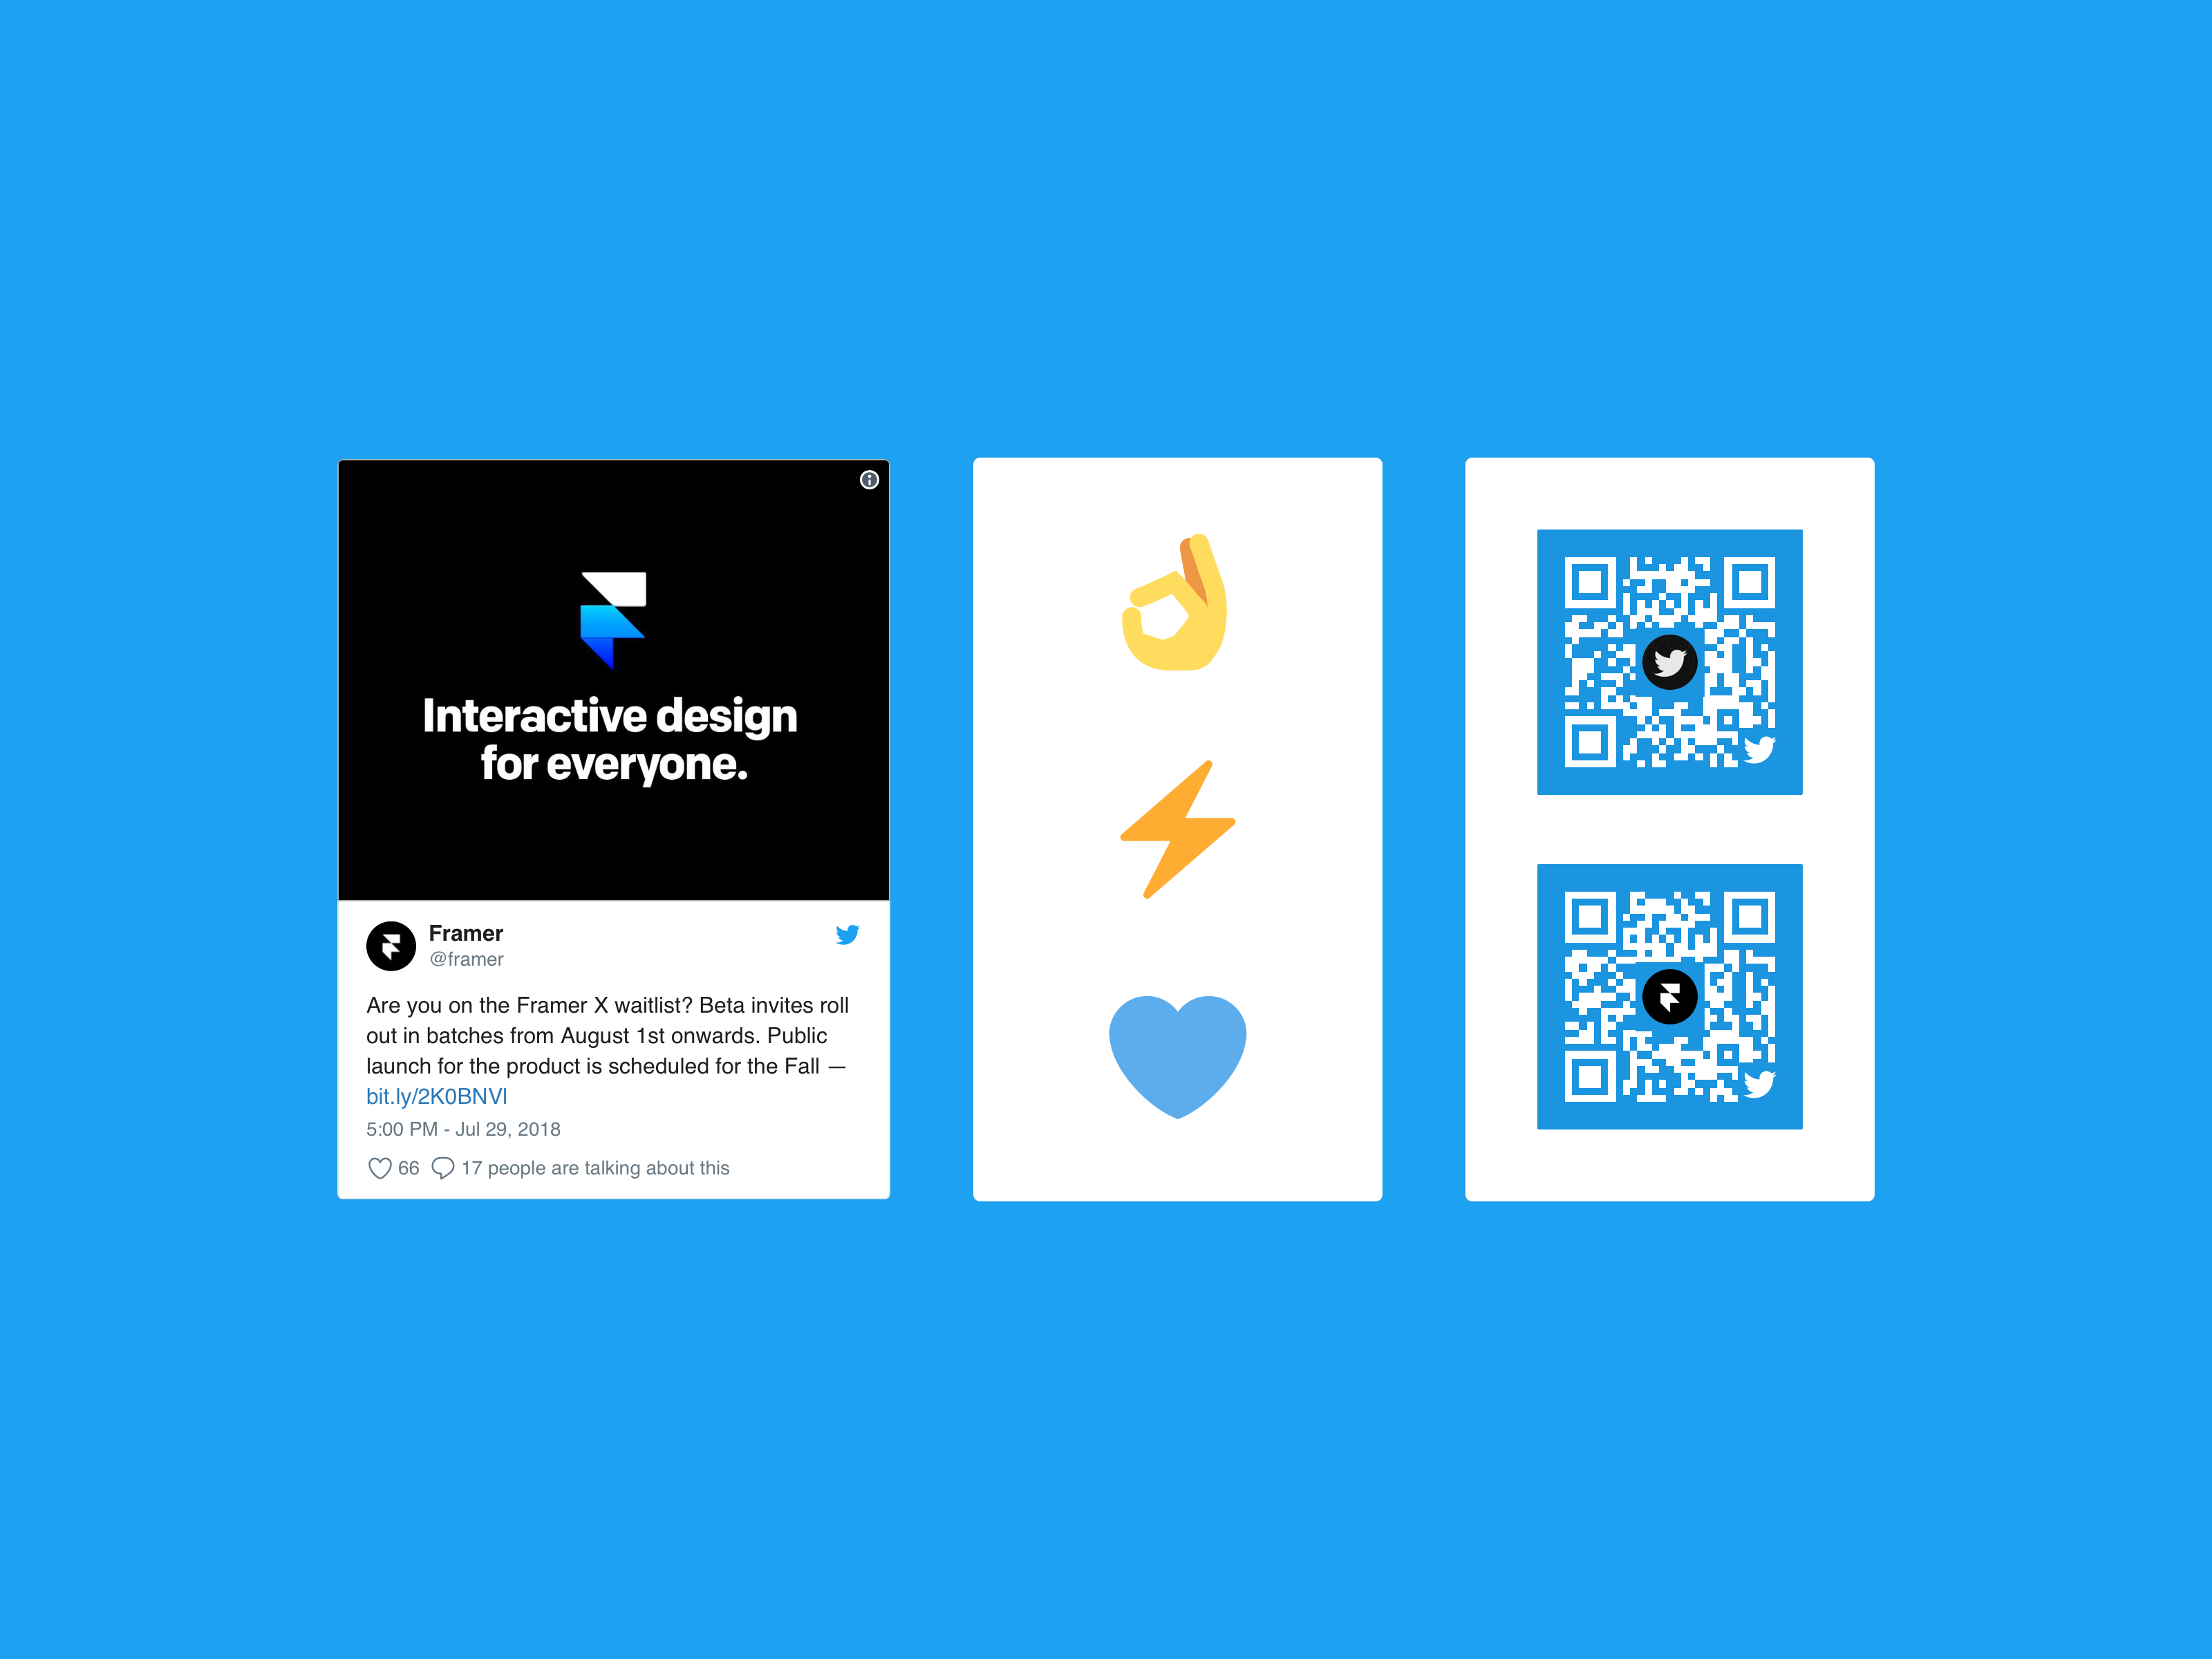 Interactive design
for everyone.
Framer
@framer
Are you on the Framer X waitlist? Beta invites roll
out in batches from August 1st onwards. Public
launch for the product is scheduled for the Fall —
bit.ly/2K0BNVl
5:00 PM - Jul 29, 2018
66 17 people are talking about this